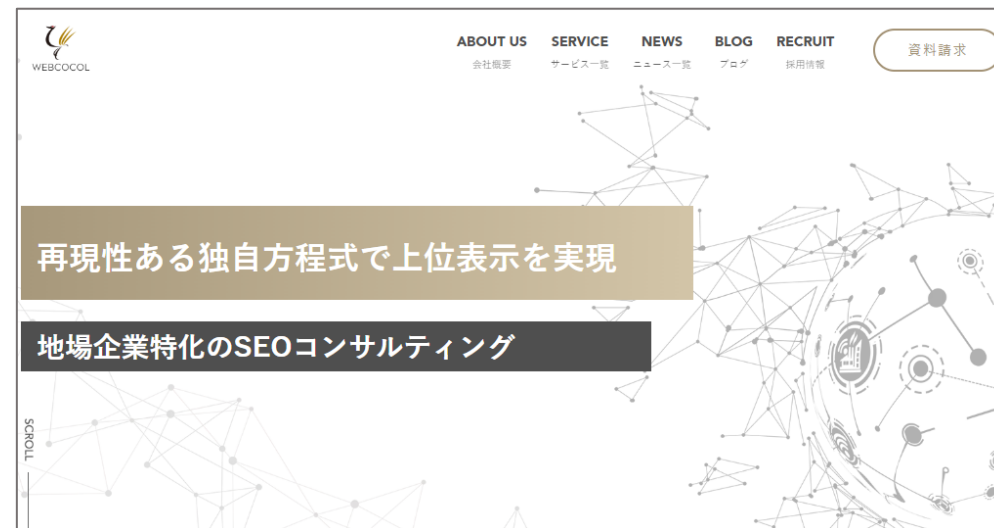 WEBCOCOL
ABOUT US SERVICE NEWS BLOG RECRUIT
会社概要 サービス一覧 ニュース一覧 ブログ 採用情報
資料請求
再現性ある独自方程式で上位表示を実現
地場企業特化のSEOコンサルティング
SCROLL